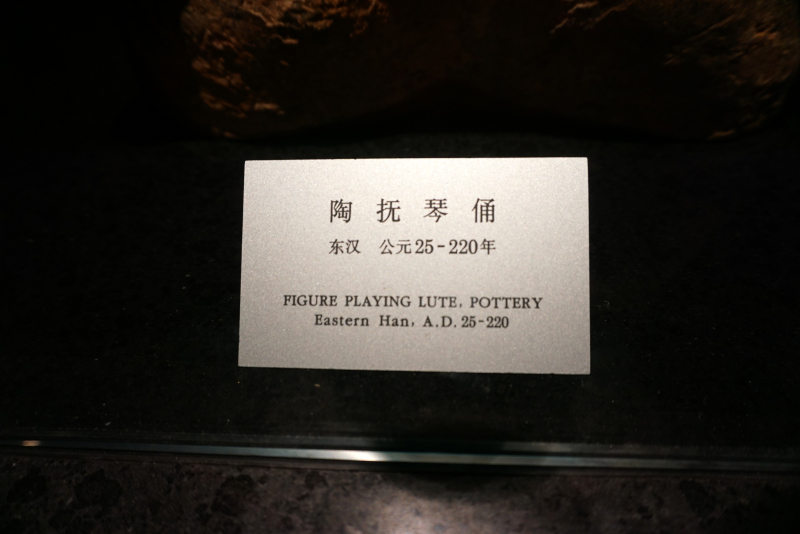 陶抚琴俑
东汉 公元25-220年
FIGURE PLAYING LUTE, POTTERY
Eastern Han, A.D. 25-220